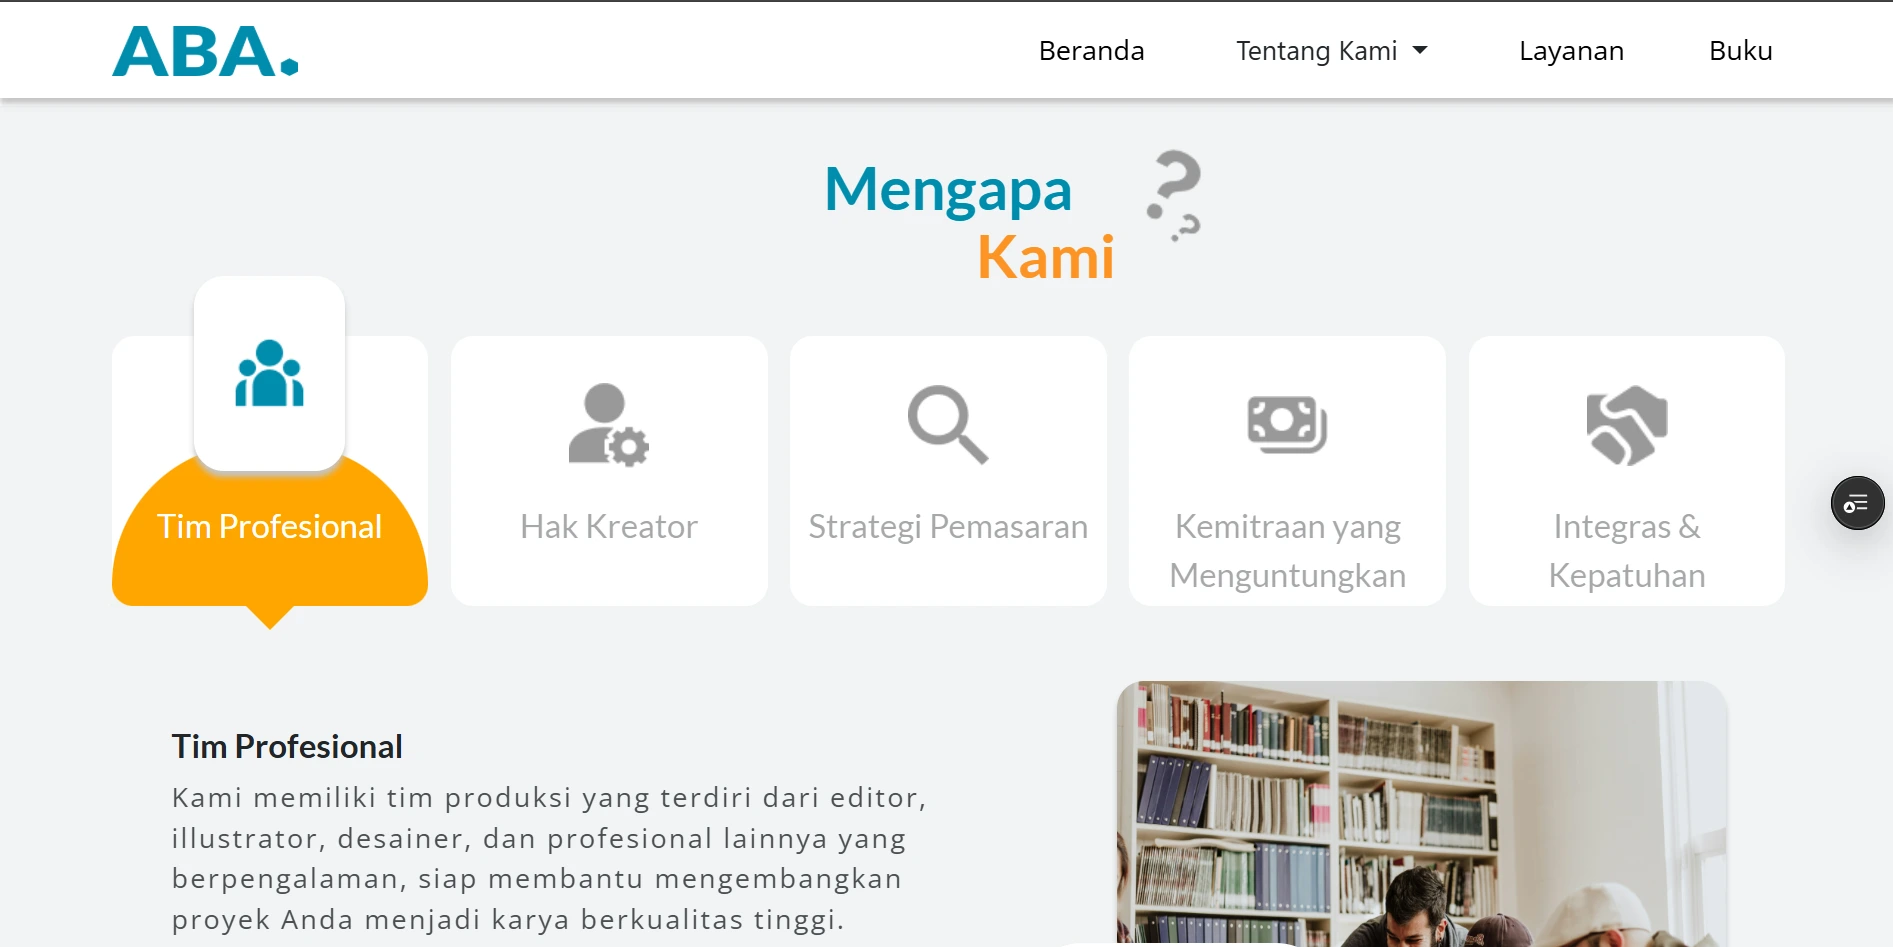 ABA.
Beranda
Tentang Kami
Layanan
Buku
Mengapa
Kami
??
Tim Profesional
Hak Kreator
Strategi Pemasaran
Kemitraan yang
Menguntungkan
Integras &
Kepatuhan
Tim Profesional
Kami memiliki tim produksi yang terdiri dari editor,
illustrator, desainer, dan profesional lainnya yang
berpengalaman, siap membantu mengembangkan
proyek Anda menjadi karya berkualitas tinggi.